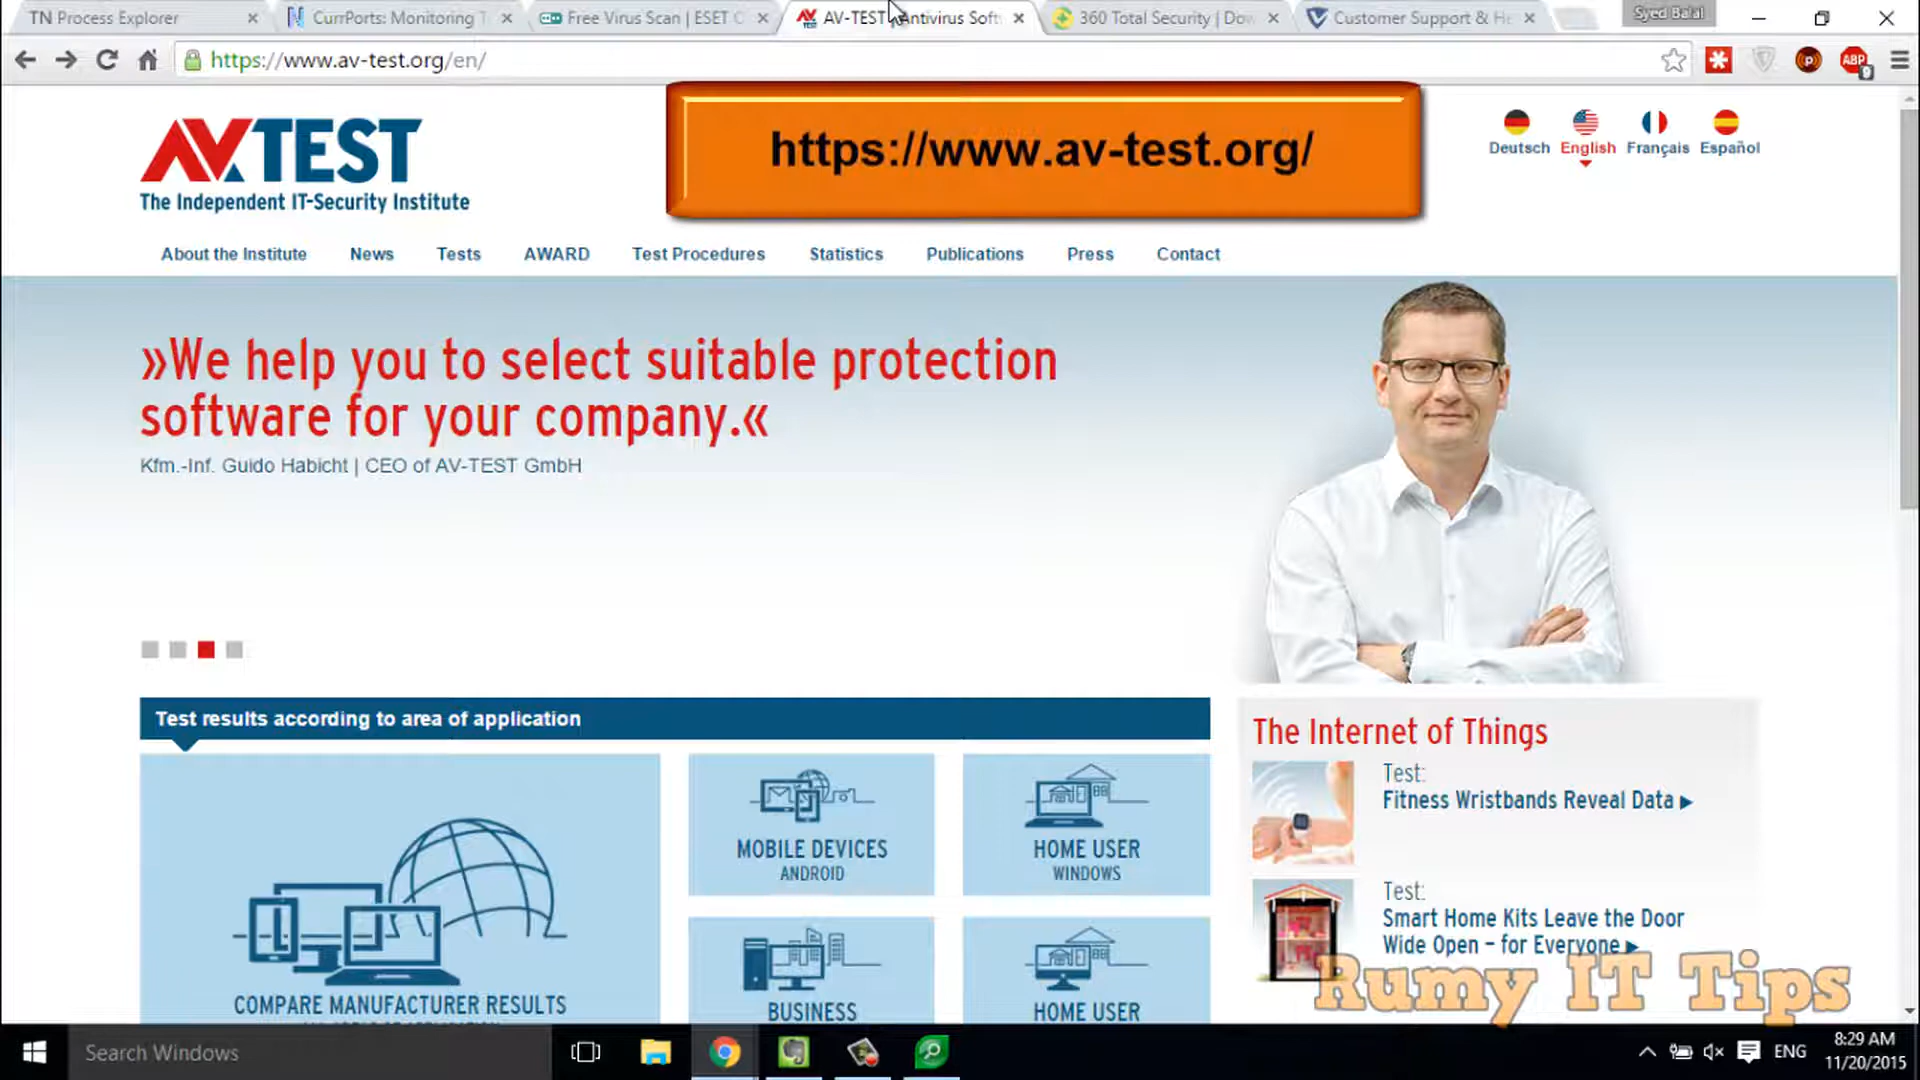 TN Process Explorer
CurrPorts: Monitoring T
Free Virus Scan | ESET O
AV-TEST Antivirus Soft
360 Total Security | Dow
Customer Support & He
Syed Balal
https://www.av-test.org/en/
ABP
AVTEST
The Independent IT-Security Institute
https://www.av-test.org/
Deutsch English Français Español
About the Institute News Tests AWARD Test Procedures Statistics Publications Press Contact
»We help you to select suitable protection
software for your company.«
Kfm.-Inf. Guido Habicht | CEO of AV-TEST GmbH
Test results according to area of application
COMPARE MANUFACTURER RESULTS
MOBILE DEVICES
ANDROID
HOME USER
WINDOWS
BUSINESS
HOME USER
The Internet of Things
Test:
Fitness Wristbands Reveal Data
Test:
Smart Home Kits Leave the Door
Wide Open – for Everyone
Rumy IT Tips
Search Windows
ENG
8:29 AM
11/20/2015